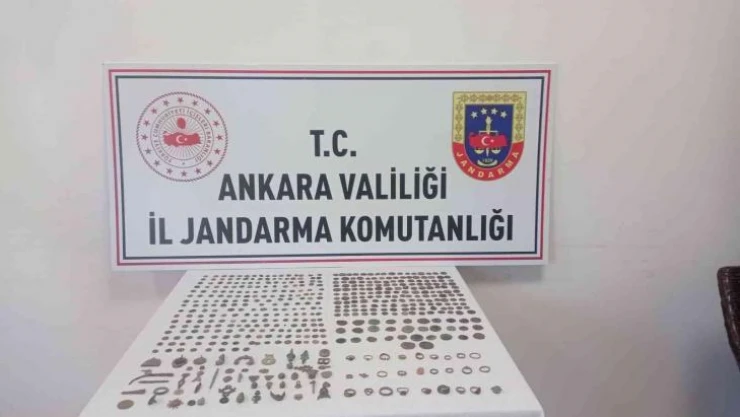 T.C.
ANKARA VALİLİĞİ
İL JANDARMA KOMUTANLIĞI
JANDARMA